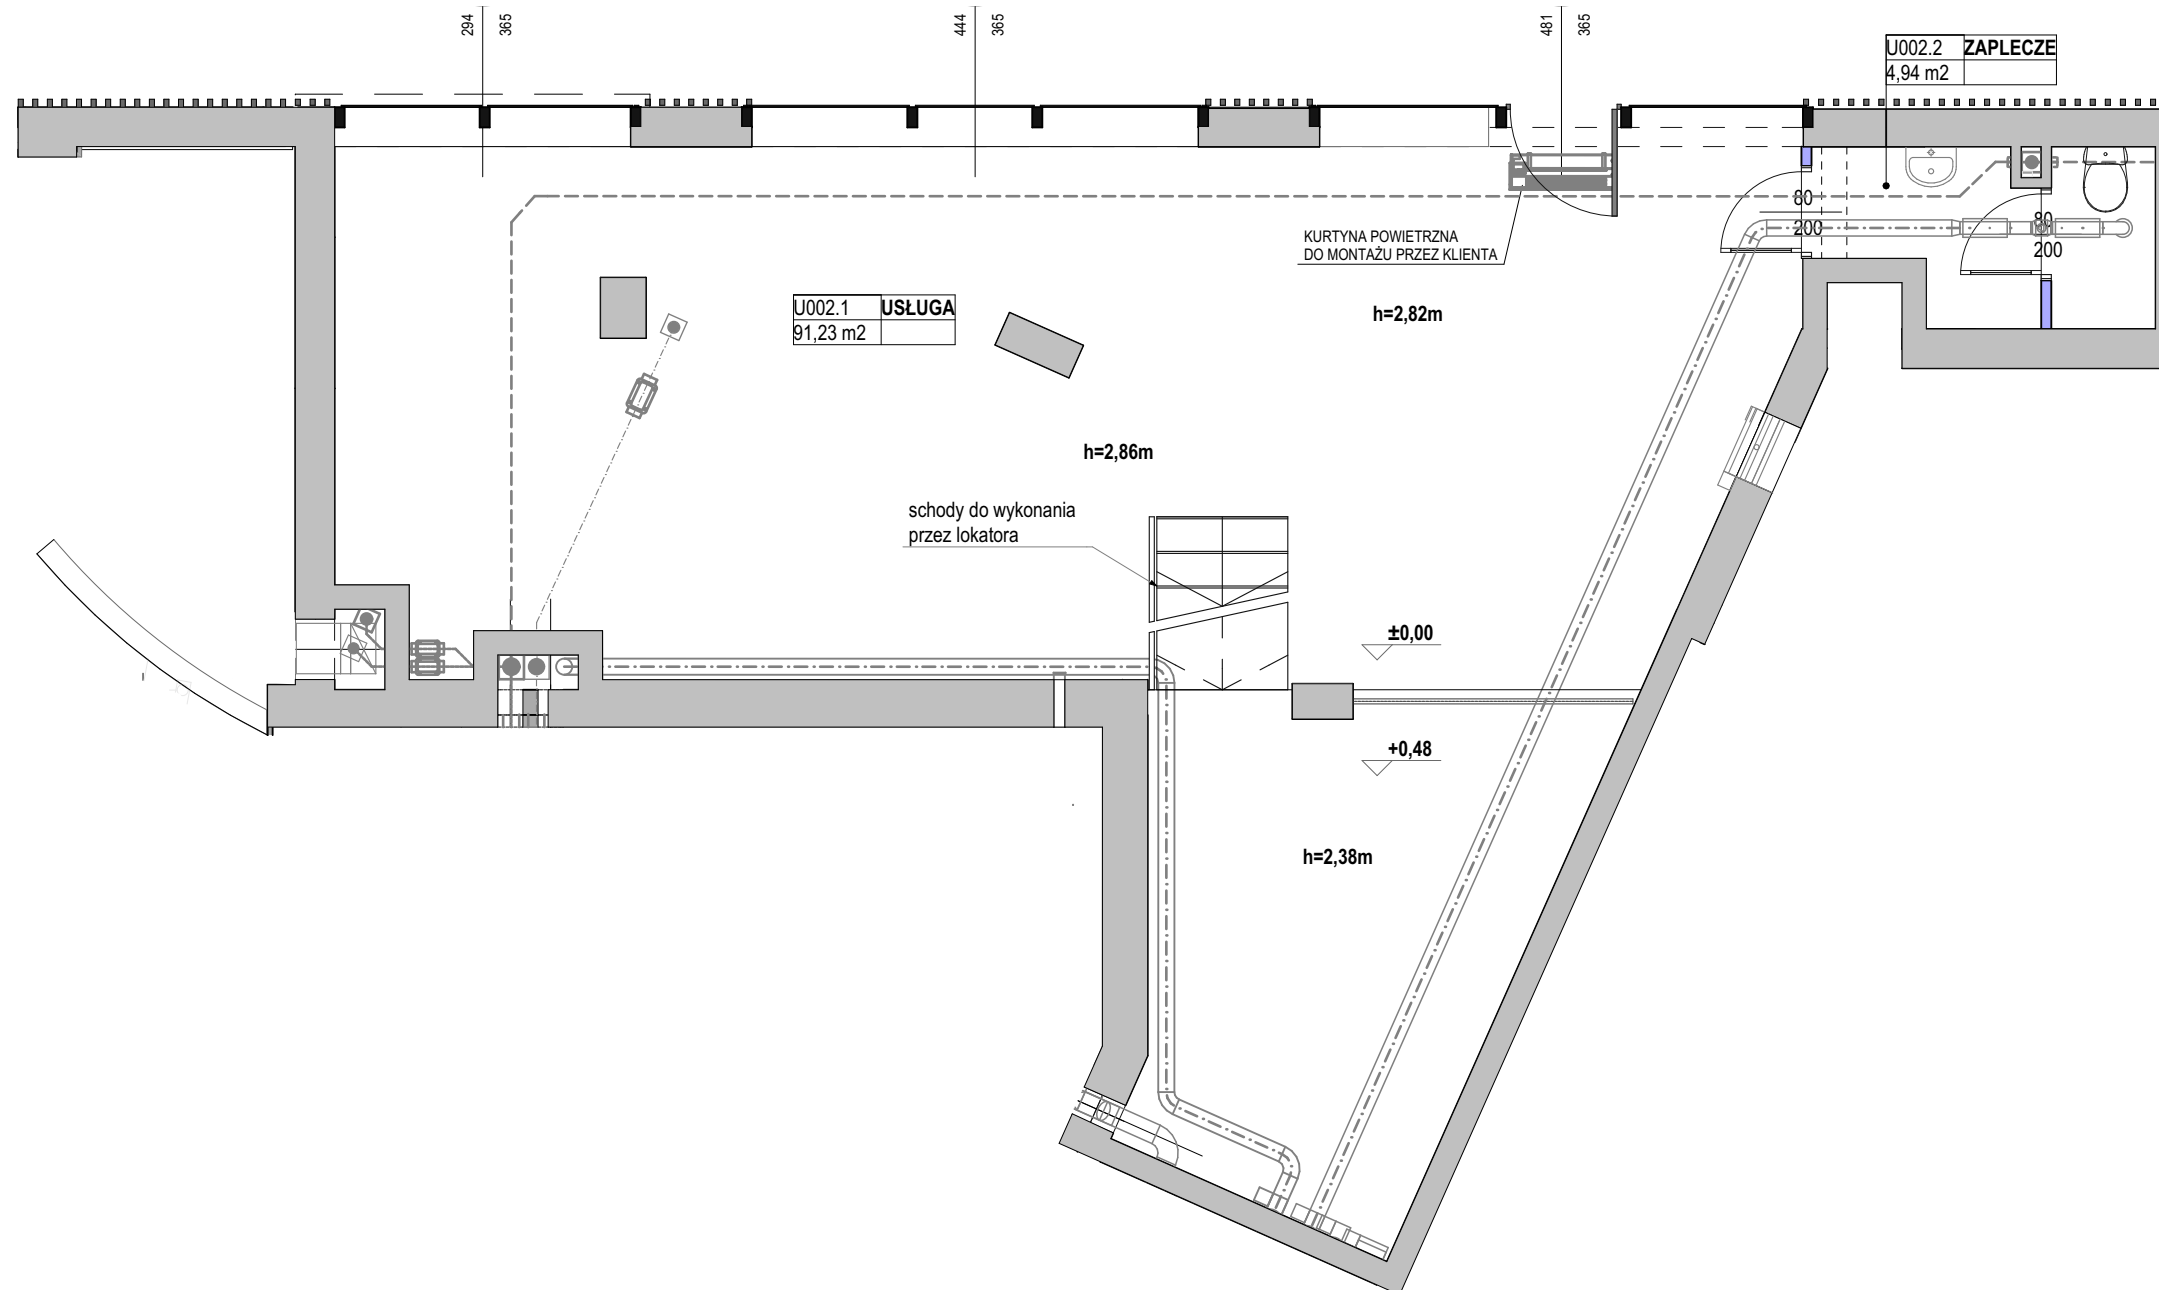 294
365
444
365
481
365
U002.2 ZAPLECZE
4,94 m2
80
200
80
200
KURTYNA POWIETRZNA
DO MONTAŻU PRZEZ KLIENTA
U002.1 USŁUGA
91,23 m2
h=2,82m
h=2,86m
schody do wykonania
przez lokatora
±0,00
+0,48
h=2,38m